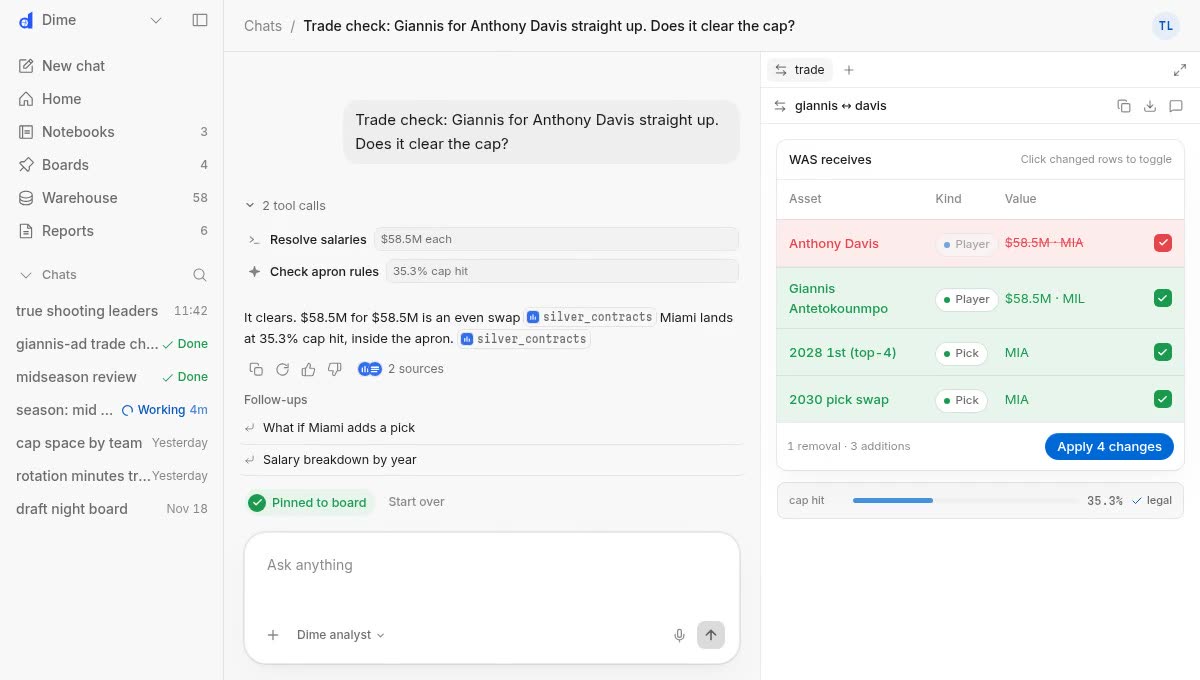 Dime
New chat
Home
Notebooks 3
Boards 4
Warehouse 58
Reports 6
Chats
true shooting leaders 11:42
giannis-ad trade ch... Done
midseason review Done
season: mid ... Working 4m
cap space by team Yesterday
rotation minutes tr... Yesterday
draft night board Nov 18
Chats / Trade check: Giannis for Anthony Davis straight up. Does it clear the cap?
TL
Trade check: Giannis for Anthony Davis straight up.
Does it clear the cap?
2 tool calls
Resolve salaries $58.5M each
Check apron rules 35.3% cap hit
It clears. $58.5M for $58.5M is an even swap silver_contracts Miami lands
at 35.3% cap hit, inside the apron. silver_contracts
2 sources
Follow-ups
What if Miami adds a pick
Salary breakdown by year
Pinned to board Start over
Ask anything
Dime analyst
trade
giannis ↔ davis
WAS receives Click changed rows to toggle
Asset Kind Value
Anthony Davis Player $58.5M · MIA
Giannis
Antetokounmpo Player $58.5M · MIL
2028 1st (top-4) Pick MIA
2030 pick swap Pick MIA
1 removal · 3 additions Apply 4 changes
cap hit 35.3% legal